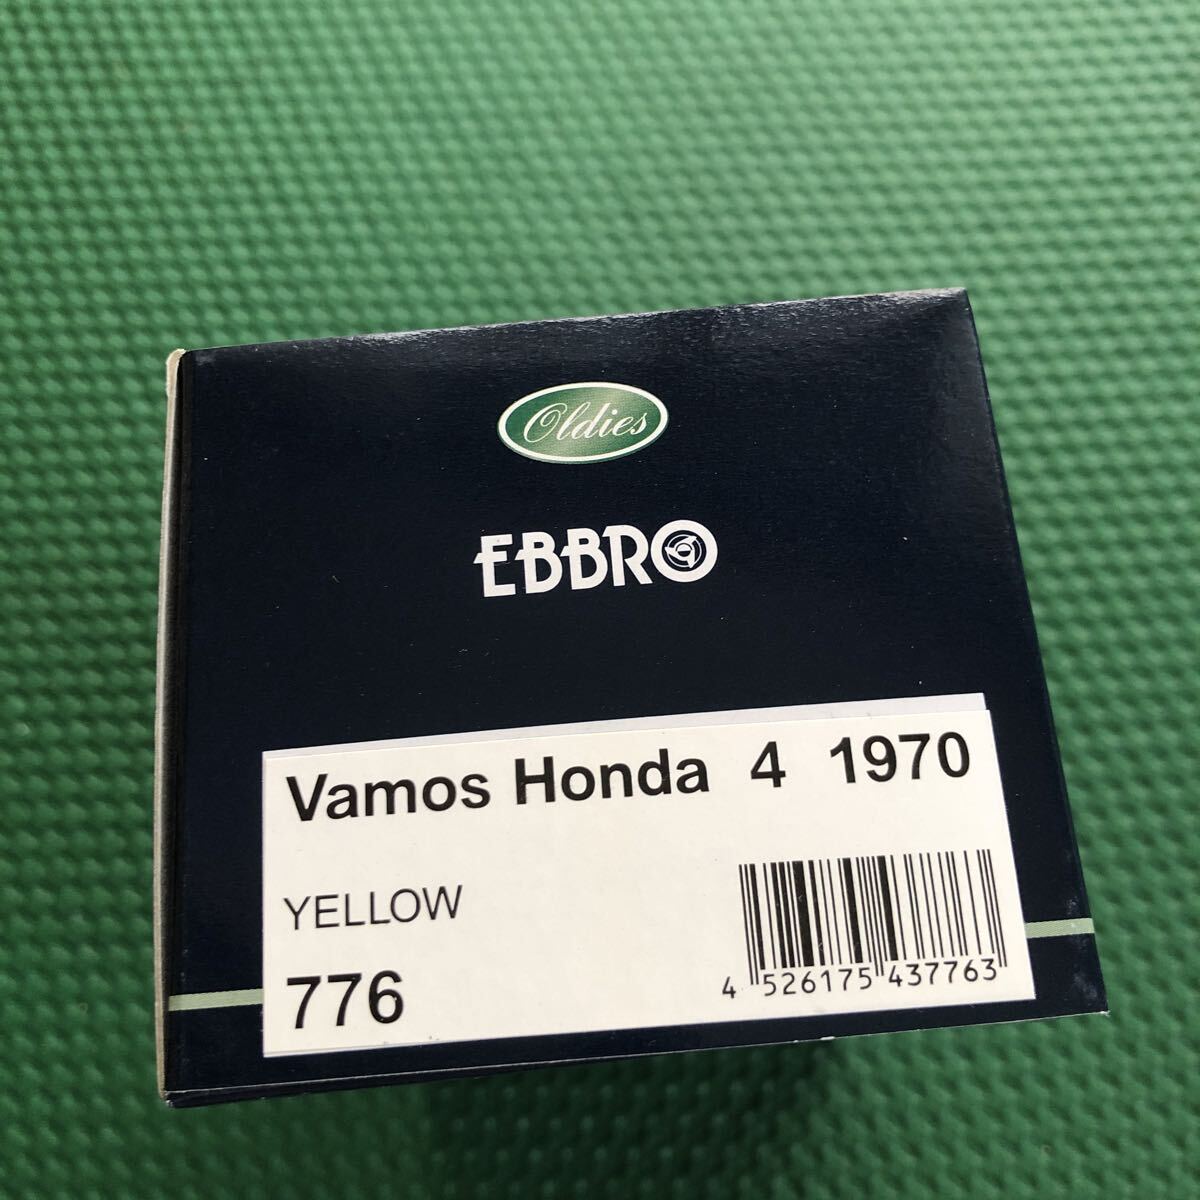 Oldies
EBBRO
Vamos Honda 4 1970
YELLOW
776
4 526175 437763